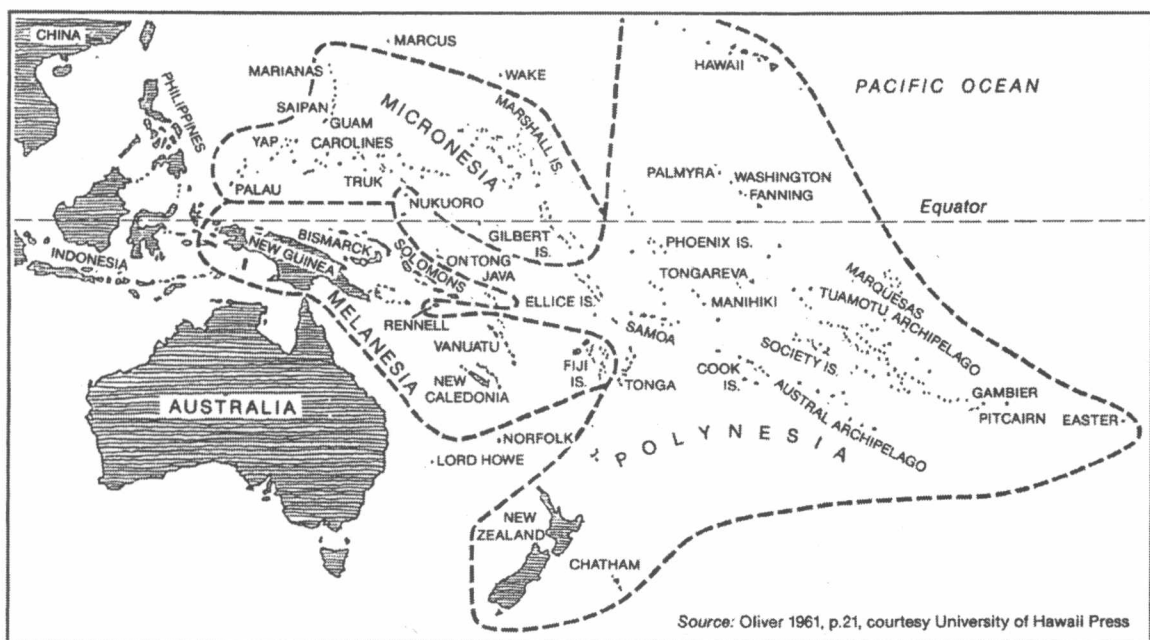 CHINA
PHILIPPINES
INDONESIA
MARCUS
WAKE
MARIANAS
SAIPAN
GUAM
YAP
CAROLINES
PALAU
TRUK
MICRONESIA
MARSHALL IS.
NUKUORO
GILBERT
IS.
HAWAII
PACIFIC OCEAN
PALMYRA
WASHINGTON
FANNING
Equator
BISMARCK
NEW GUINEA
SOLOMONS
ONTONG
JAVA
ELLICE IS.
RENNELL
MELANESIA
VANUATU
NEW
CALEDONIA
FIJI
IS.
PHOENIX IS.
TONGAREVA
MANIHIKI
SAMOA
TONGA
COOK
IS.
MARQUESAS
TUAMOTU ARCHIPELAGO
SOCIETY IS.
AUSTRAL ARCHIPELAGO
GAMBIER
PITCAIRN
EASTER
POLYNESIA
AUSTRALIA
NORFOLK
LORD HOWE
NEW
ZEALAND
CHATHAM
Source: Oliver 1961, p.21, courtesy University of Hawaii Press